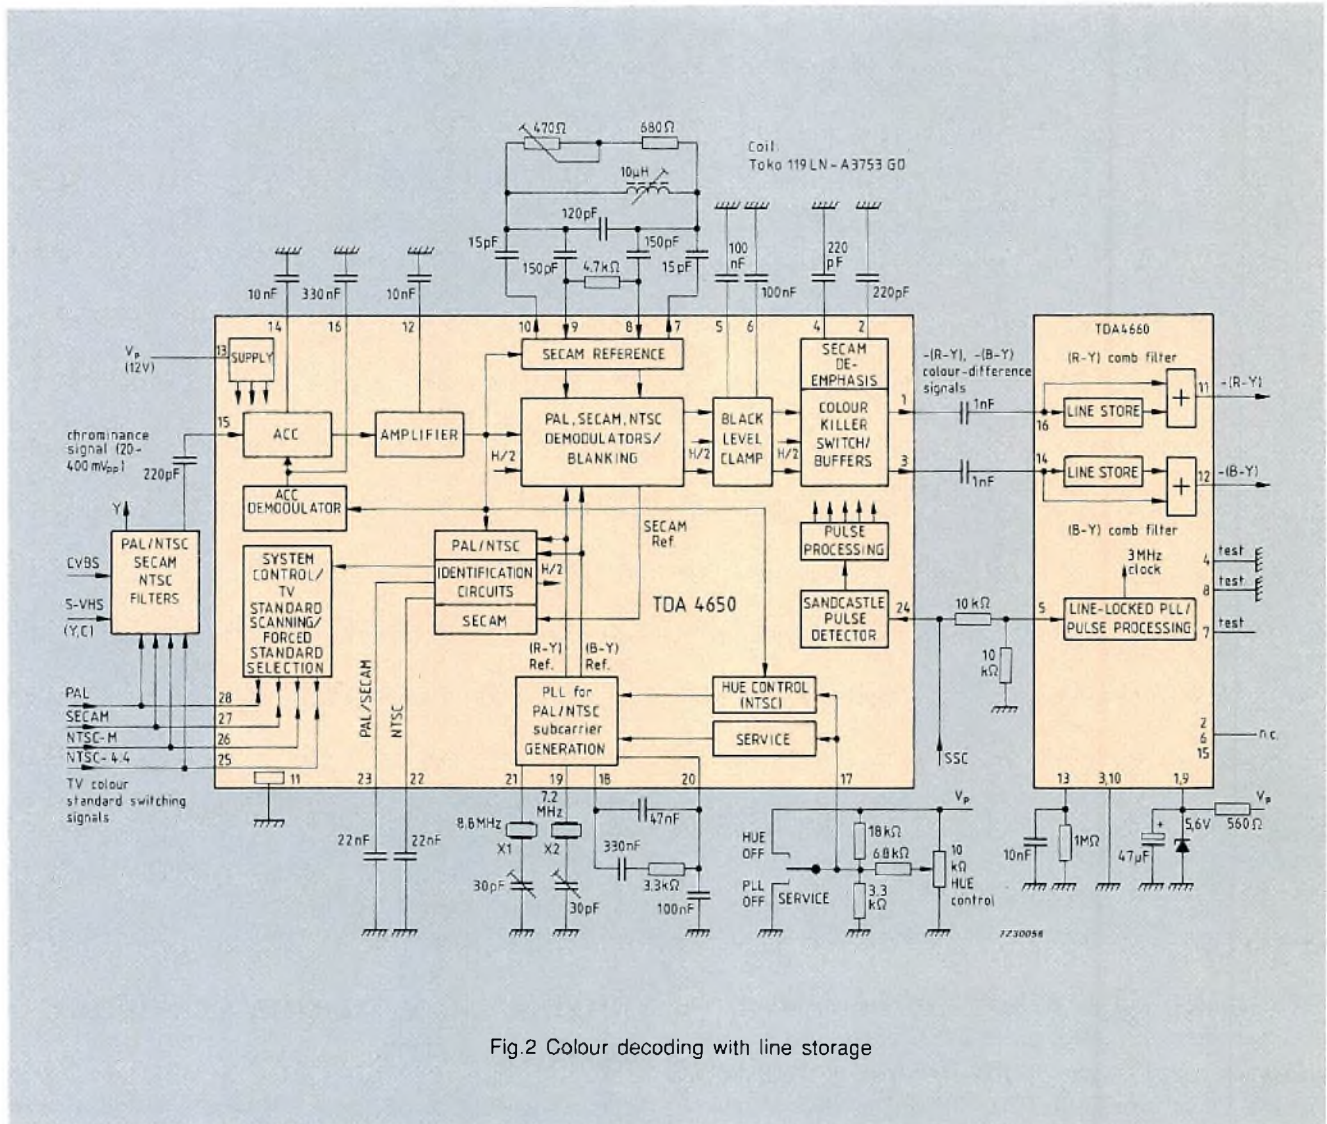 470Ω
680Ω
Coil:
Toko 119 LN - A3753 GO
10µH
120pF
15pF
150pF
150pF
15pF
4.7kΩ
100
nF
100nF
220
pF
220pF
10nF
330nF
10nF
14
16
12
10
9
8
7
5
6
4
2
Vp
(12V)
13
SUPPLY
SECAM REFERENCE
SECAM
DE-
EMPHASIS
-(R-Y), -(B-Y)
colour-difference
signals
TDA4660
(R-Y) comb filter
11
-(R-Y)
chrominance
signal (20-
400 mVpp)
15
ACC
AMPLIFIER
PAL, SECAM, NTSC
DEMODULATORS/
BLANKING
H/2
H/2
BLACK
LEVEL
CLAMP
H/2
COLOUR
KILLER
SWITCH/
BUFFERS
1
1nF
16
LINE STORE
+
220pF
3
1nF
14
LINE STORE
+
12
-(B-Y)
Y
ACC
DEMODULATOR
SECAM
Ref.
PULSE
PROCESSING
(B-Y) comb filter
3MHz
clock
4
test
8
test
7
test
CVBS
S-VHS
(Y,C)
PAL/NTSC
SECAM
NTSC
FILTERS
SYSTEM
CONTROL/
TV
STANDARD
SCANNING/
FORCED
STANDARD
SELECTION
PAL/NTSC
IDENTIFICATION
CIRCUITS
SECAM
H/2
TDA 4650
SANDCASTLE
PULSE
DETECTOR
24
10 kΩ
5
LINE-LOCKED PLL/
PULSE PROCESSING
10
kΩ
(R-Y)
Ref.
(B-Y)
Ref.
PAL
28
SECAM
27
NTSC-M
26
NTSC-4.4
25
TV colour
standard switching
signals
11
PAL/SECAM
NTSC
PLL for
PAL/NTSC
subcarrier
GENERATION
HUE CONTROL
(NTSC)
SERVICE
SSC
2
6
15
n.c.
23
22
21
19
18
20
17
13
3,10
1,9
22nF
22nF
8.8MHz
X1
7.2
MHz
X2
47nF
330nF
3.3kΩ
100nF
30pF
30pF
HUE
OFF
PLL
OFF
SERVICE
Vp
18kΩ
68kΩ
3.3
kΩ
10
kΩ
HUE
control
10nF
1MΩ
47µF
+
5,6V
Vp
560Ω
7Z30056
Fig.2 Colour decoding with line storage